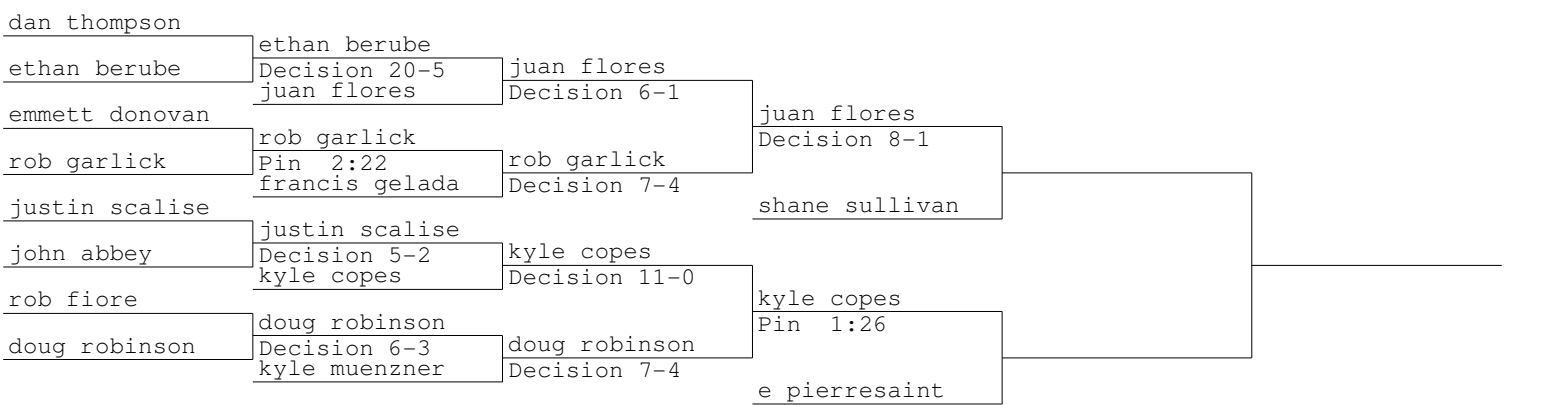 dan thompson
ethan berube
ethan berube
Decision 20-5
juan flores
juan flores
Decision 6-1
emmett donovan
rob garlick
rob garlick
Pin  2:22
francis gelada
rob garlick
Decision 7-4
juan flores
Decision 8-1
shane sullivan
justin scalise
john abbey
justin scalise
Decision 5-2
kyle copes
kyle copes
Decision 11-0
rob fiore
doug robinson
doug robinson
Decision 6-3
kyle muenzner
doug robinson
Decision 7-4
kyle copes
Pin  1:26
e pierresaint